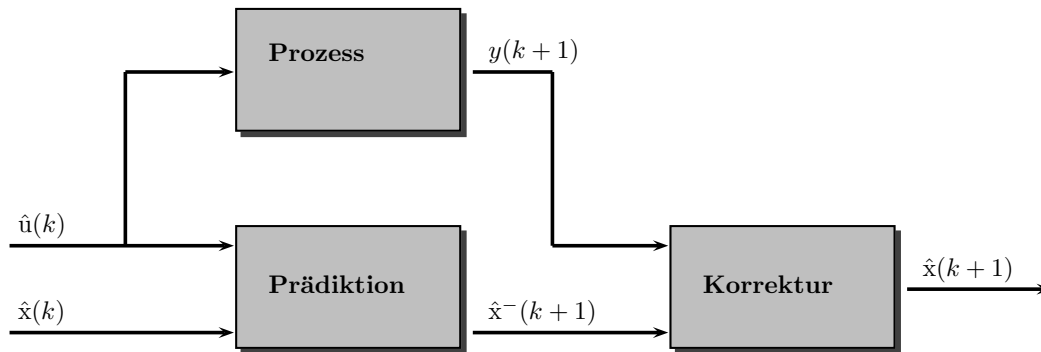 Prozess
y(k + 1)
û(k)
Prädiktion
Korrektur
x̂(k + 1)
x̂(k)
x̂⁻(k + 1)